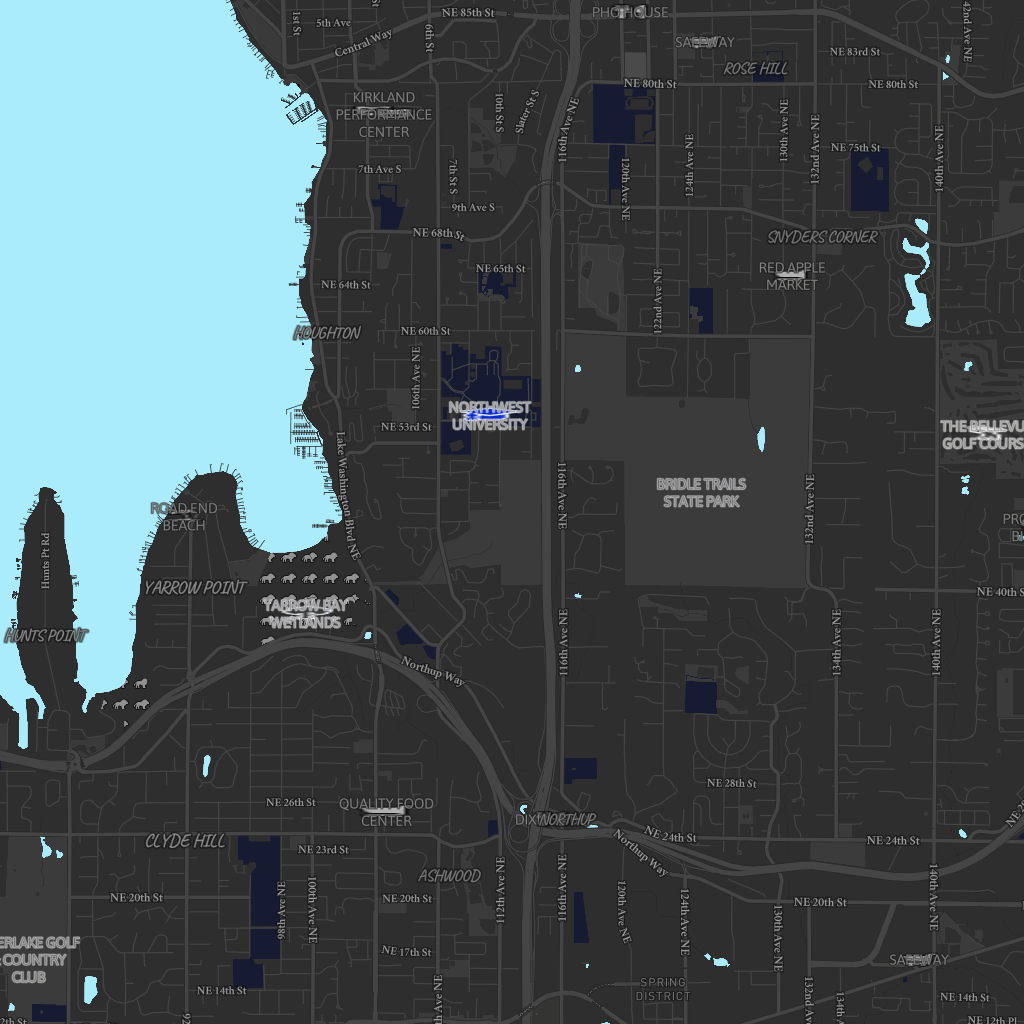 1st St
5th Ave
6th St
NE 85th St
PHOTHOUSE
SAFEWAY
42nd Ave NE
Central Way
NE 83rd St
ROSE HILL
NE 80th St
NE 80th St
KIRKLAND
PERFORMANCE
CENTER
10th St S
Slater St S
116th Ave NE
120th Ave NE
124th Ave NE
130th Ave NE
132nd Ave NE
NE 75th St
140th Ave NE
7th Ave S
7th St S
9th Ave S
NE 68th St
SNYDERS CORNER
NE 65th St
RED APPLE
MARKET
NE 64th St
122nd Ave NE
HOUGHTON
NE 60th St
106th Ave NE
NORTHWEST
UNIVERSITY
NE 53rd St
THE BELLEVU
GOLF COURS
Lake Washington Blvd NE
116th Ave NE
BRIDLE TRAILS
STATE PARK
132nd Ave NE
ROAD END
BEACH
Hunts Pt Rd
YARROW POINT
YARROW BAY
WETLANDS
HUNTS POINT
NE 40th St
116th Ave NE
134th Ave NE
140th Ave NE
Northup Way
NE 28th St
NE 26th St
QUALITY FOOD
CENTER
NORTHUP
CLYDE HILL
NE 24th St
NE 24th St
Northup Way
NE 23rd St
ASHWOOD
98th Ave NE
100th Ave NE
112th Ave NE
116th Ave NE
120th Ave NE
124th Ave NE
130th Ave NE
140th Ave NE
NE 20th St
NE 20th St
NE 20th St
ERLAKE GOLF
COUNTRY
CLUB
NE 17th St
SAFEWAY
SPRING
DISTRICT
NE 14th St
NE 14th St
NE 12th Pl